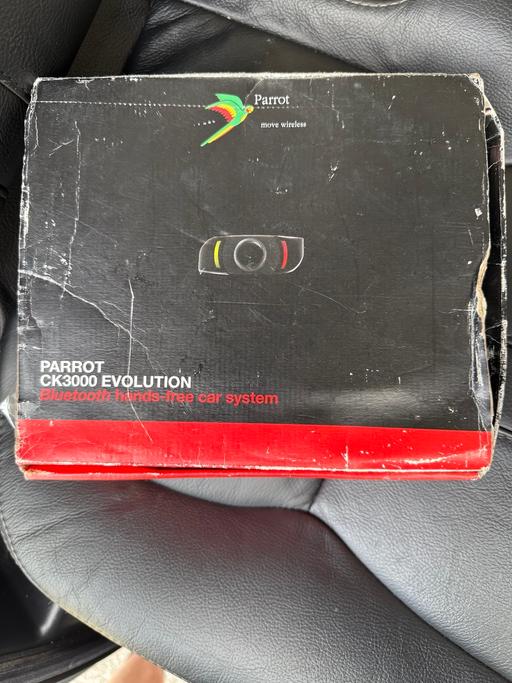 Parrot
move wireless
PARROT
CK3000 EVOLUTION
Bluetooth hands-free car system